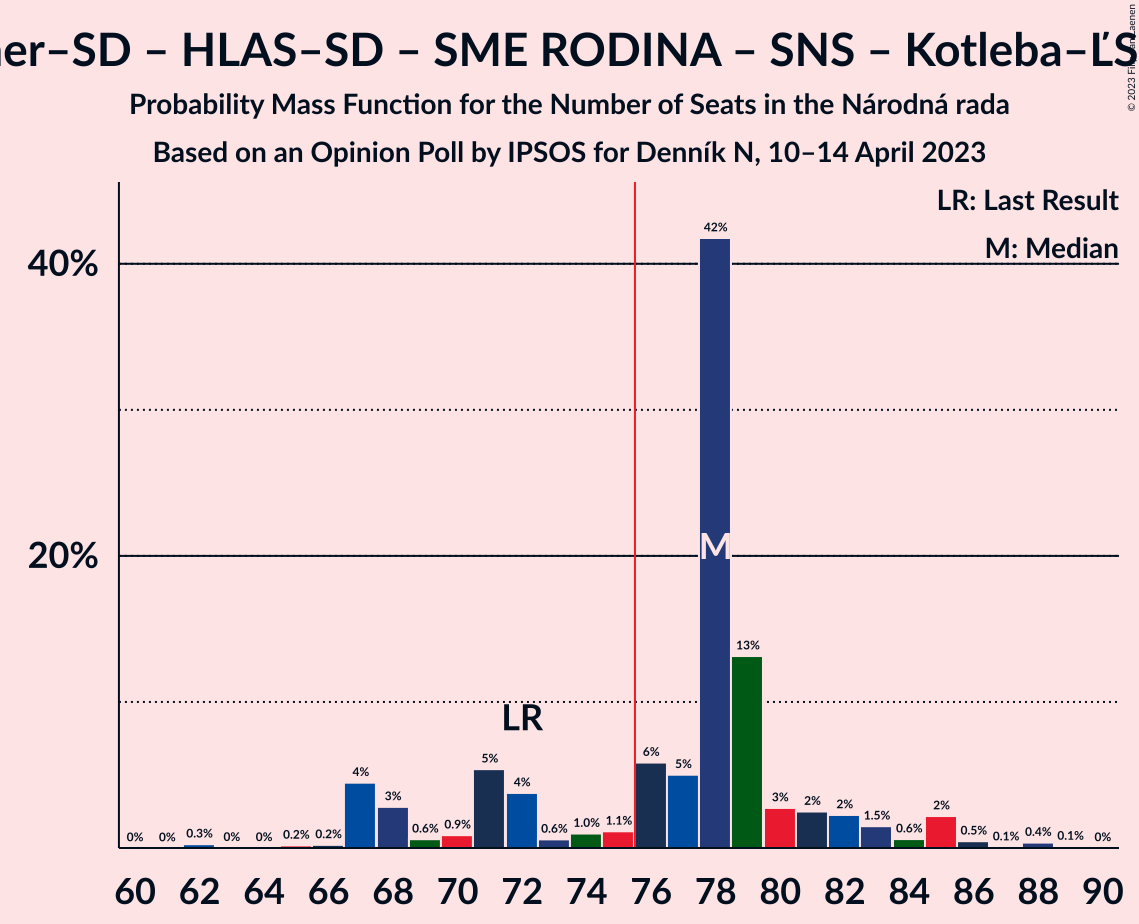 er–SD – HLAS–SD – SME RODINA – SNS – Kotleba–ĽS
Probability Mass Function for the Number of Seats in the Národná rada
Based on an Opinion Poll by IPSOS for Denník N, 10–14 April 2023
© 2023 Filip van Laenen
LR: Last Result
M: Median
40%
20%
42%
M
13%
LR
0% 0% 0.3% 0% 0% 0.2% 0.2% 4% 3% 0.6% 0.9% 5% 4% 0.6% 1.0% 1.1% 6% 5% 3% 2% 2% 1.5% 0.6% 2% 0.5% 0.1% 0.4% 0.1% 0%
60 62 64 66 68 70 72 74 76 78 80 82 84 86 88 90